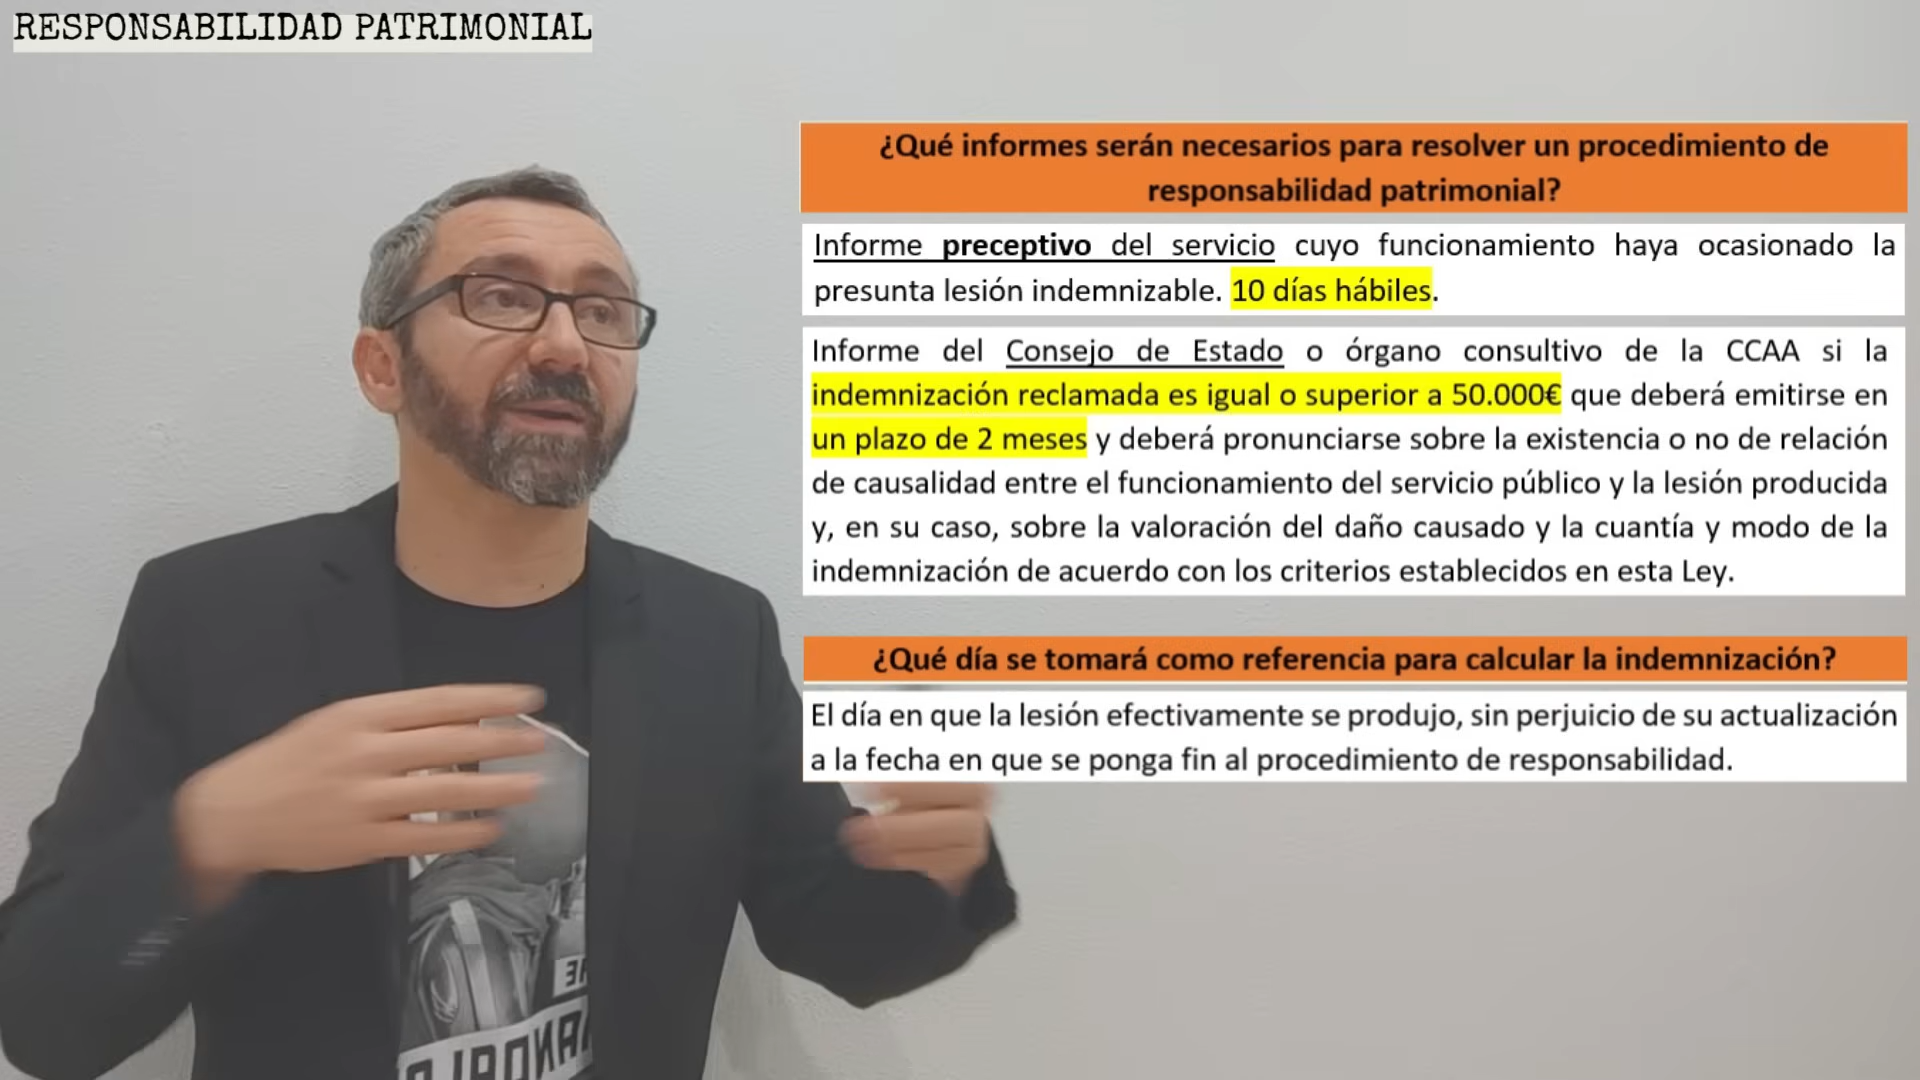 RESPONSABILIDAD PATRIMONIAL
¿Qué informes serán necesarios para resolver un procedimiento de
responsabilidad patrimonial?
Informe preceptivo del servicio cuyo funcionamiento haya ocasionado la
presunta lesión indemnizable. 10 días hábiles.
Informe del Consejo de Estado o órgano consultivo de la CCAA si la
indemnización reclamada es igual o superior a 50.000€ que deberá emitirse en
un plazo de 2 meses y deberá pronunciarse sobre la existencia o no de relación
de causalidad entre el funcionamiento del servicio público y la lesión producida
y, en su caso, sobre la valoración del daño causado y la cuantía y modo de la
indemnización de acuerdo con los criterios establecidos en esta Ley.
¿Qué día se tomará como referencia para calcular la indemnización?
El día en que la lesión efectivamente se produjo, sin perjuicio de su actualización
a la fecha en que se ponga fin al procedimiento de responsabilidad.